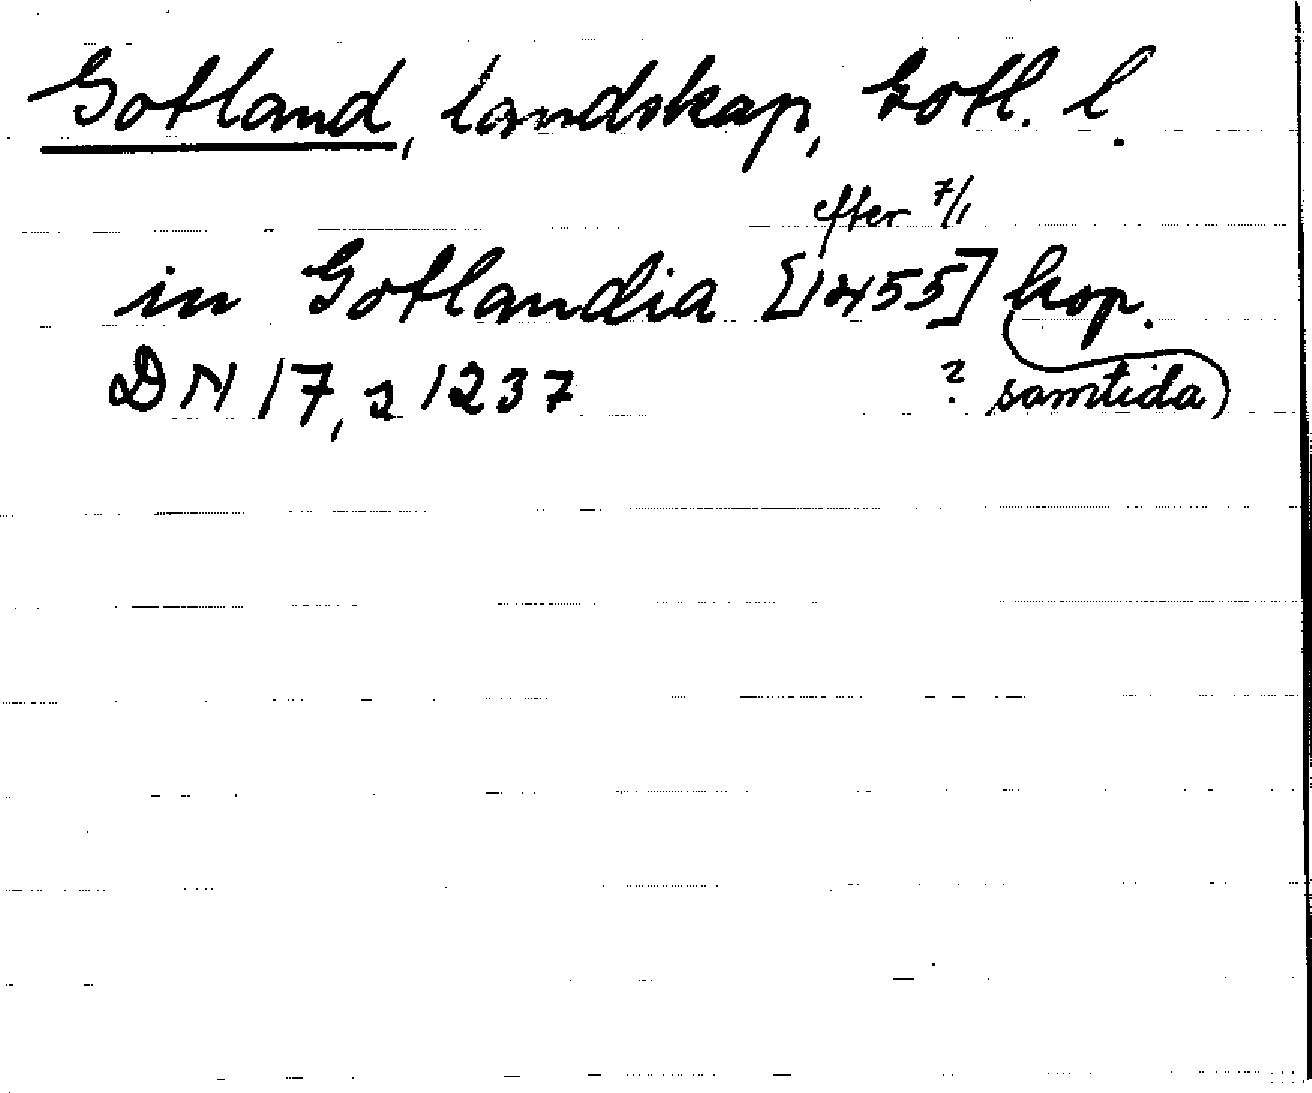 Gotland, landskap, Gotl. l.
efter 7/1
in Gotlandia [1455] kop.
DN 17, s 1237 ? samtida)